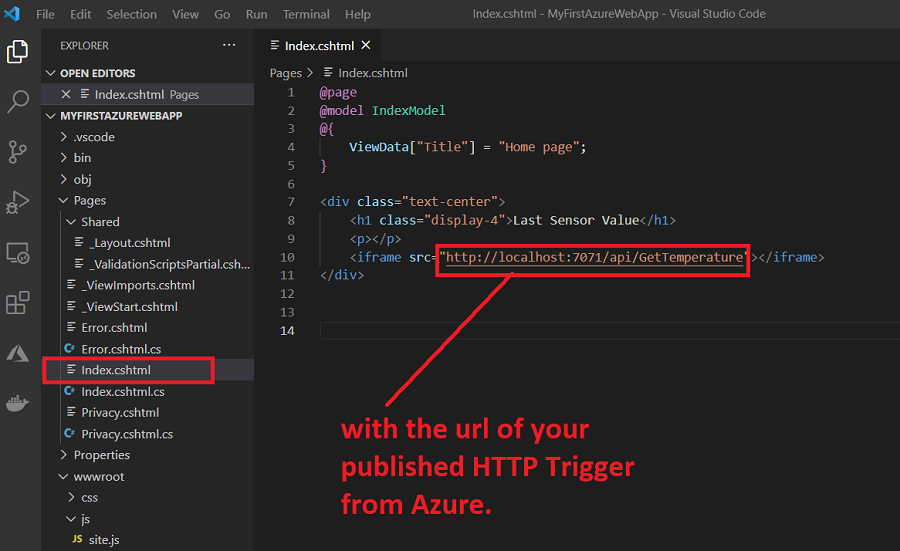 File Edit Selection View Go Run Terminal Help Index.cshtml - MyFirstAzureWebApp - Visual Studio Code
EXPLORER ...
OPEN EDITORS
Index.cshtml Pages
MYFIRSTAZUREWEBAPP
.vscode
bin
obj
Pages
Shared
_Layout.cshtml
_ValidationScriptsPartial.csh...
_ViewImports.cshtml
_ViewStart.cshtml
Error.cshtml
C# Error.cshtml.cs
Index.cshtml
C# Index.cshtml.cs
Privacy.cshtml
C# Privacy.cshtml.cs
Properties
wwwroot
css
js
JS site.js
Index.cshtml
Pages > Index.cshtml
1 @page
2 @model IndexModel
3 @{
4 ViewData["Title"] = "Home page";
5 }
6
7 <div class="text-center">
8 <h1 class="display-4">Last Sensor Value</h1>
9 <p></p>
10 <iframe src="http://localhost:7071/api/GetTemperature"></iframe>
11 </div>
12
13
14
with the url of your
published HTTP Trigger
from Azure.